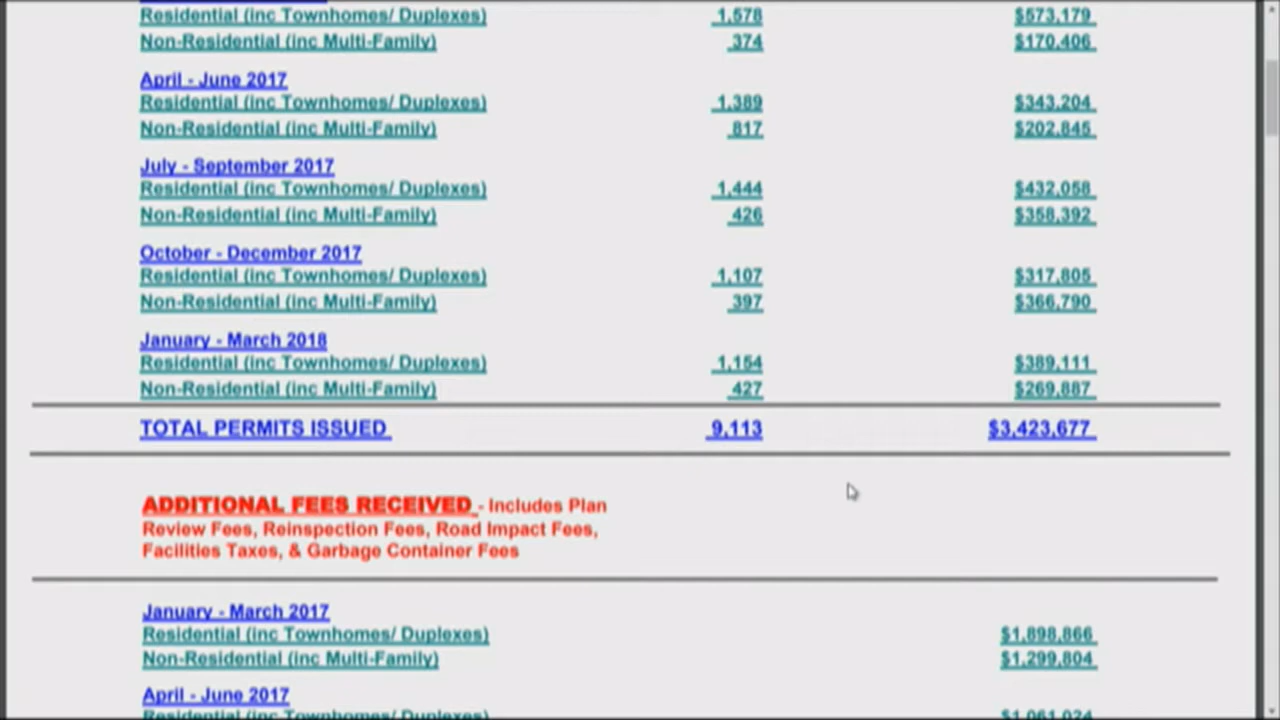 Residential (inc Townhomes/ Duplexes) 1,578 $573,179
Non-Residential (inc Multi-Family) 374 $170,406
April - June 2017
Residential (inc Townhomes/ Duplexes) 1,389 $343,204
Non-Residential (inc Multi-Family) 817 $202,845
July - September 2017
Residential (inc Townhomes/ Duplexes) 1,444 $432,058
Non-Residential (inc Multi-Family) 426 $358,392
October - December 2017
Residential (inc Townhomes/ Duplexes) 1,107 $317,805
Non-Residential (inc Multi-Family) 397 $366,790
January - March 2018
Residential (inc Townhomes/ Duplexes) 1,154 $389,111
Non-Residential (inc Multi-Family) 427 $269,887
TOTAL PERMITS ISSUED 9,113 $3,423,677
ADDITIONAL FEES RECEIVED - Includes Plan
Review Fees, Reinspection Fees, Road Impact Fees,
Facilities Taxes, & Garbage Container Fees
January - March 2017
Residential (inc Townhomes/ Duplexes) $1,898,866
Non-Residential (inc Multi-Family) $1,299,804
April - June 2017
Residential (inc Townhomes/ Duplexes) $1,061,024